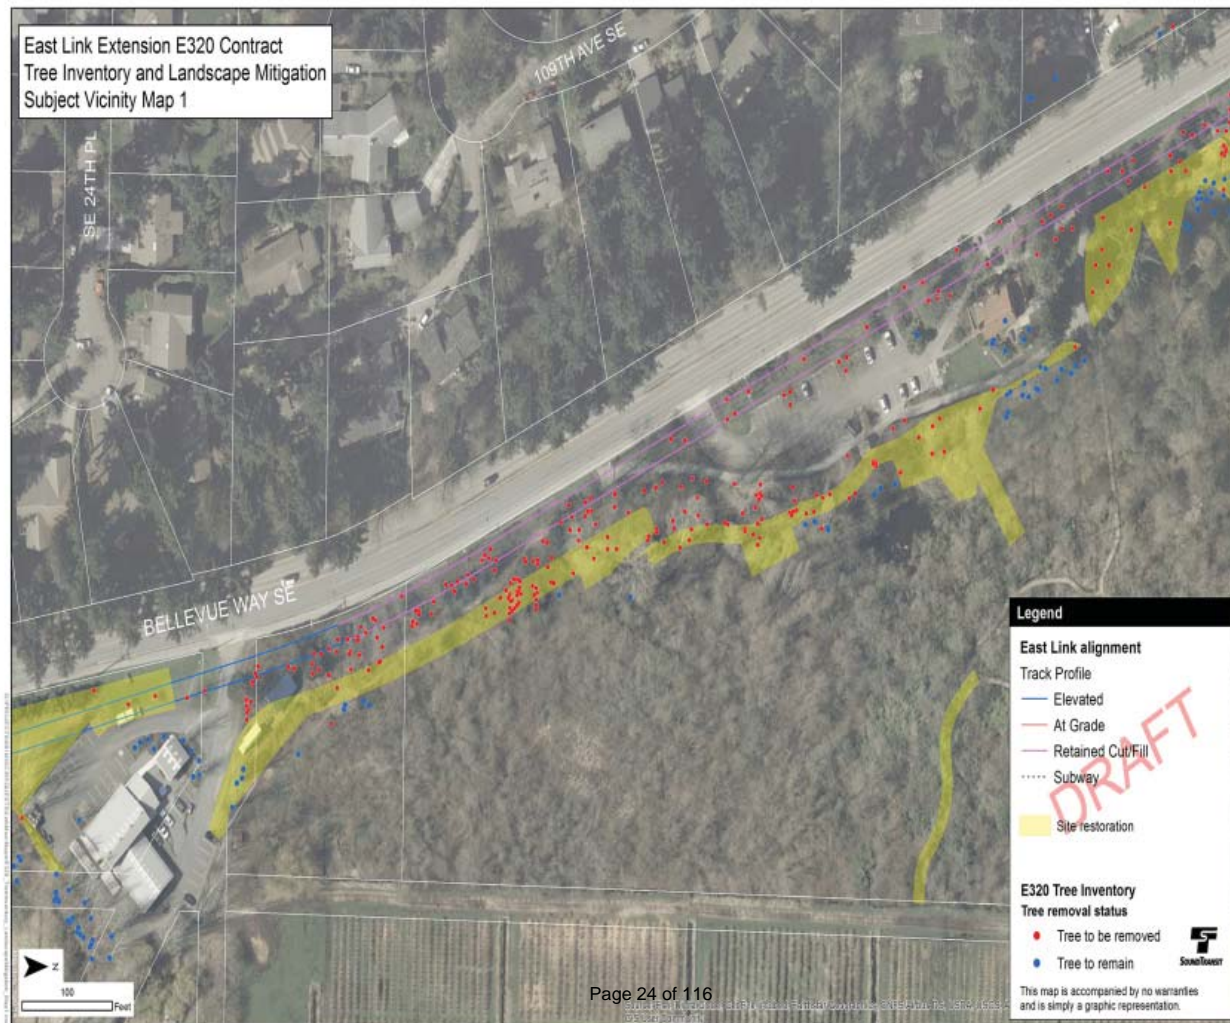 East Link Extension E320 Contract
Tree Inventory and Landscape Mitigation
Subject Vicinity Map 1
109TH AVE SE
SE 24TH PL
BELLEVUE WAY SE
Legend
East Link alignment
Track Profile
Elevated
At Grade
Retained Cut/Fill
Subway
Site restoration
DRAFT
E320 Tree Inventory
Tree removal status
Tree to be removed
Tree to remain
SOUNDTRANSIT
This map is accompanied by no warranties
and is simply a graphic representation.
N
100
Feet
Page 24 of 116